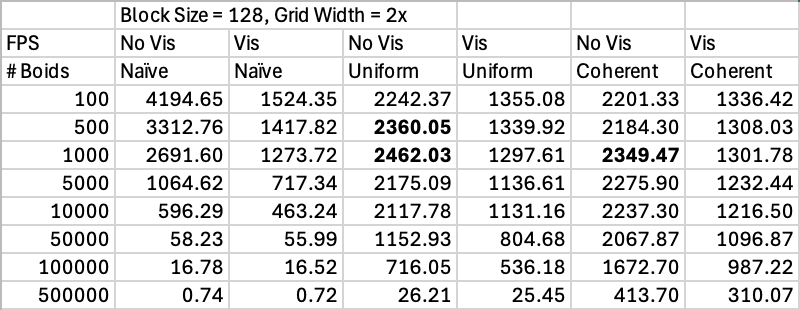 Block Size = 128, Grid Width = 2x
FPS No Vis Vis No Vis Vis No Vis Vis
# Boids Naïve Naïve Uniform Uniform Coherent Coherent
100 4194.65 1524.35 2242.37 1355.08 2201.33 1336.42
500 3312.76 1417.82 2360.05 1339.92 2184.30 1308.03
1000 2691.60 1273.72 2462.03 1297.61 2349.47 1301.78
5000 1064.62 717.34 2175.09 1136.61 2275.90 1232.44
10000 596.29 463.24 2117.78 1131.16 2237.30 1216.50
50000 58.23 55.99 1152.93 804.68 2067.87 1096.87
100000 16.78 16.52 716.05 536.18 1672.70 987.22
500000 0.74 0.72 26.21 25.45 413.70 310.07